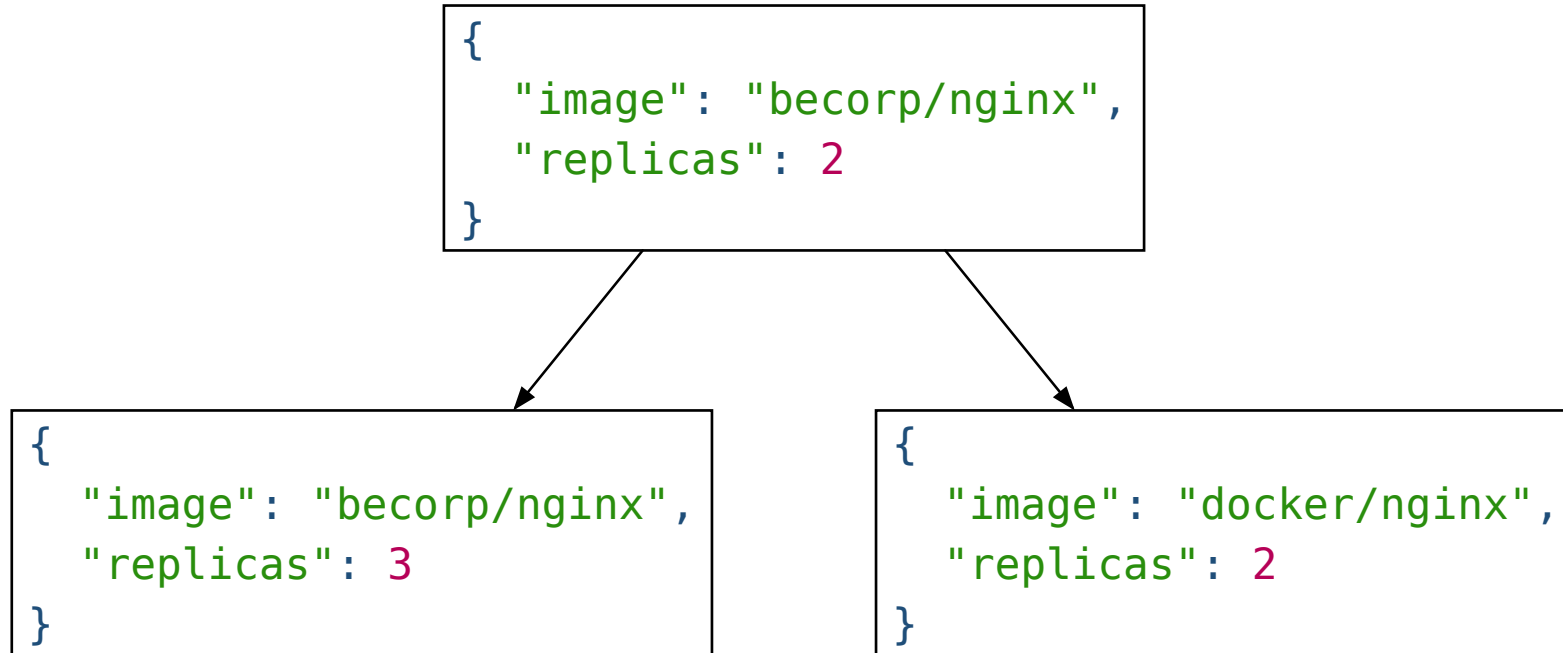 {
  "image": "becorp/nginx",
  "replicas": 2
}
{
  "image": "becorp/nginx",
  "replicas": 3
}
{
  "image": "docker/nginx",
  "replicas": 2
}